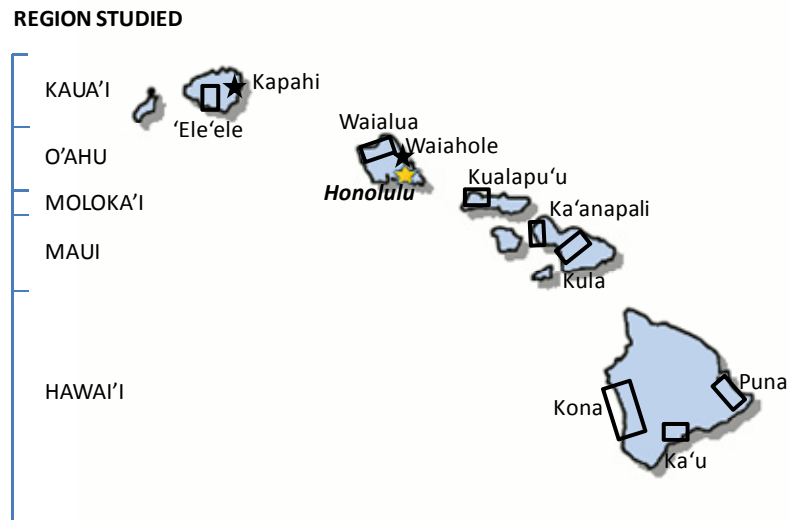 REGION STUDIED
KAUA’I
Kapahi
‘Ele‘ele
Waialua
O’AHU
Waiahole
Honolulu
Kualapu‘u
MOLOKA’I
Ka‘anapali
MAUI
Kula
HAWAI’I
Puna
Kona
Ka‘u